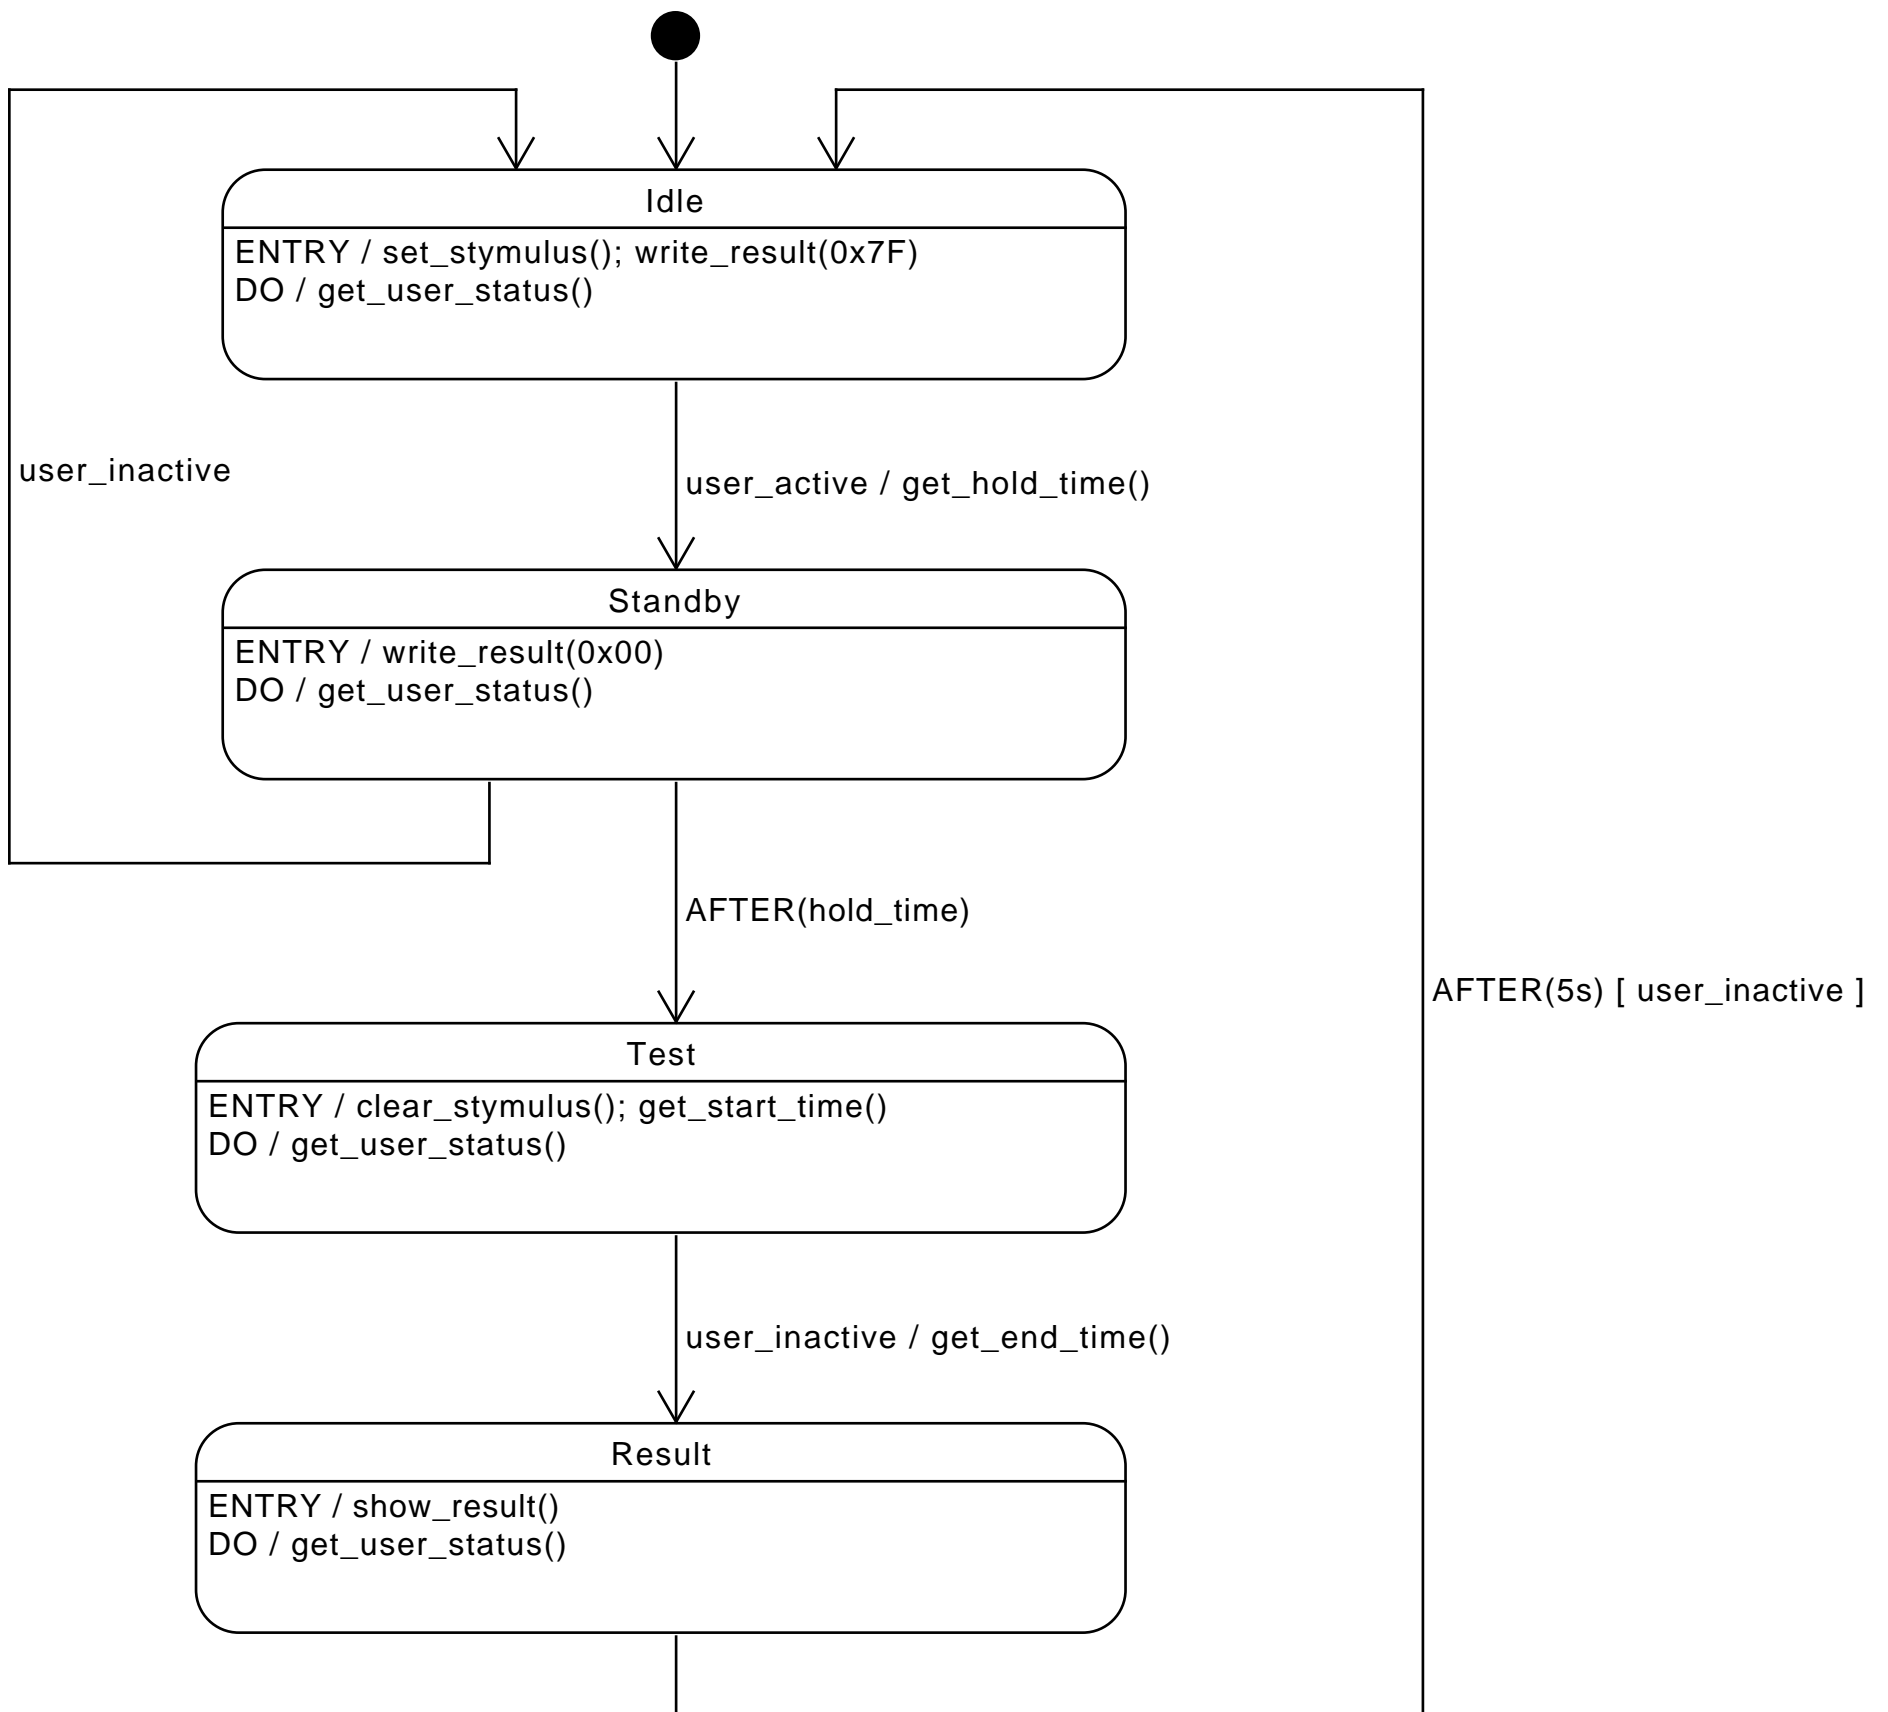 Idle
ENTRY / set_stymulus(); write_result(0x7F)
DO / get_user_status()
user_inactive
user_active / get_hold_time()
Standby
ENTRY / write_result(0x00)
DO / get_user_status()
AFTER(hold_time)
AFTER(5s) [ user_inactive ]
Test
ENTRY / clear_stymulus(); get_start_time()
DO / get_user_status()
user_inactive / get_end_time()
Result
ENTRY / show_result()
DO / get_user_status()